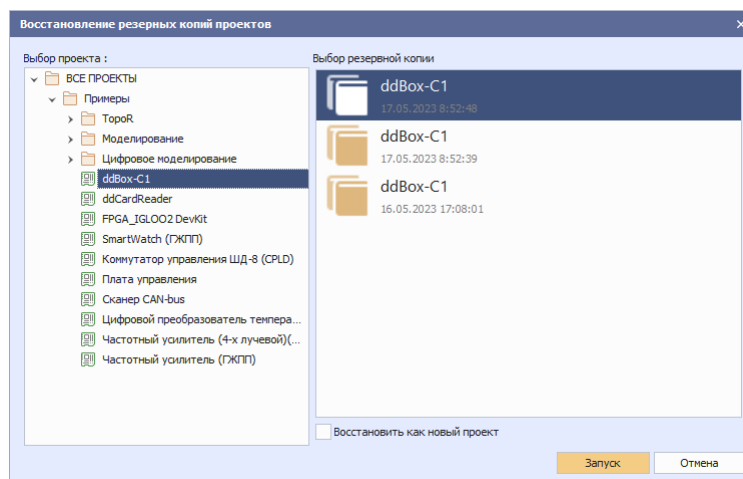 Восстановление резерных копий проектов
Выбор проекта :
ВСЕ ПРОЕКТЫ
Примеры
TopoR
Моделирование
Цифровое моделирование
ddBox-C1
ddCardReader
FPGA_IGLOO2 DevKit
SmartWatch (ГЖПП)
Коммутатор управления ШД-8 (CPLD)
Плата управления
Сканер CAN-bus
Цифровой преобразователь темпера...
Частотный усилитель (4-х лучевой)(...
Частотный усилитель (ГЖПП)
Выбор резервной копии
ddBox-C1
17.05.2023 8:52:48
ddBox-C1
17.05.2023 8:52:39
ddBox-C1
16.05.2023 17:08:01
Восстановить как новый проект
Запуск
Отмена